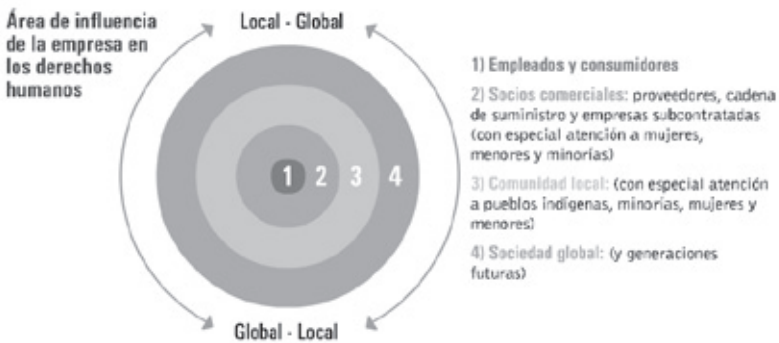 Área de influencia
de la empresa en
los derechos
humanos
Local - Global
1 2 3 4
Global - Local
1) Empleados y consumidores
2) Socios comerciales: proveedores, cadena
de suministro y empresas subcontratadas
(con especial atención a mujeres,
menores y minorías)
3) Comunidad local: (con especial atención
a pueblos indígenas, minorías, mujeres y
menores)
4) Sociedad global: (y generaciones
futuras)